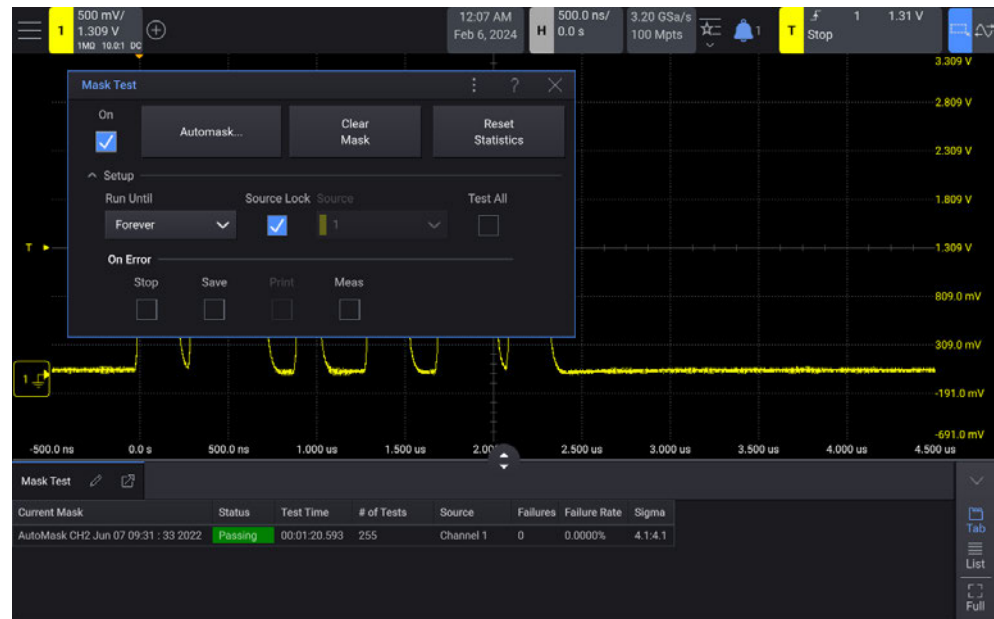 1
500 mV/
1.309 V
1MΩ 10.0:1 DC
12:07 AM
Feb 6, 2024
H
500.0 ns/
0.0 s
3.20 GSa/s
100 Mpts
1
T
1
1.31 V
Stop
3.309 V
2.809 V
2.309 V
1.809 V
1.309 V
809.0 mV
309.0 mV
-191.0 mV
-691.0 mV
T
1
Mask Test
?
On
Automask...
Clear
Mask
Reset
Statistics
Setup
Run Until
Source Lock
Source
Test All
Forever
1
On Error
Stop
Save
Print
Meas
-500.0 ns
0.0 s
500.0 ns
1.000 us
1.500 us
2.500 us
3.000 us
3.500 us
4.000 us
4.500 us
Mask Test
Current Mask Status Test Time # of Tests Source Failures Failure Rate Sigma
AutoMask CH2 Jun 07 09:31 : 33 2022 Passing 00:01:20.593 255 Channel 1 0 0.0000% 4.1:4.1
Tab
List
Full